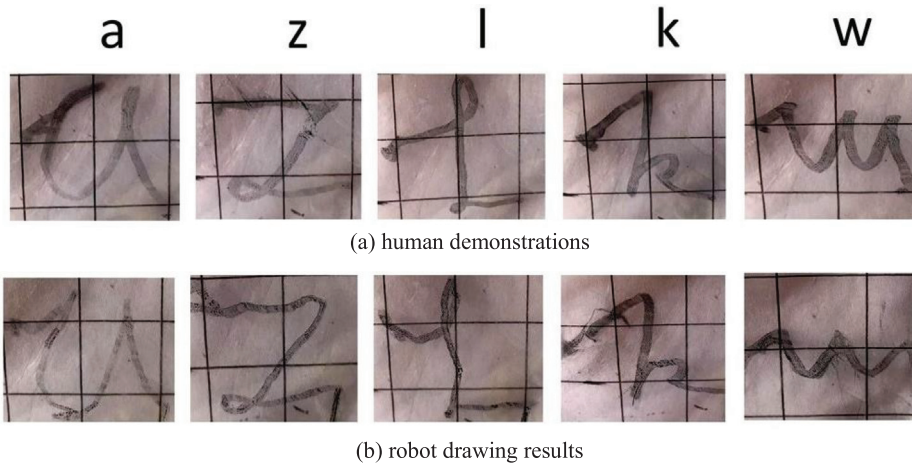 a z l k w
(a) human demonstrations
(b) robot drawing results